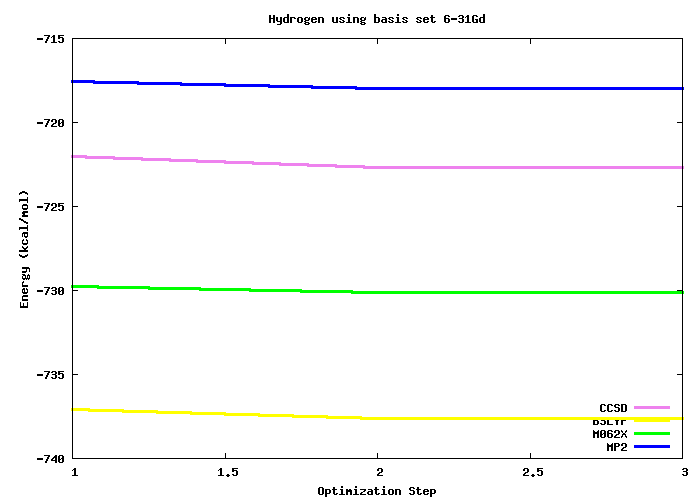 Hydrogen using basis set 6-31Gd
-715
-720
-725
-730
-735
-740
Energy (kcal/mol)
CCSD
B3LYP
M062X
MP2
1 1.5 2 2.5 3
Optimization Step